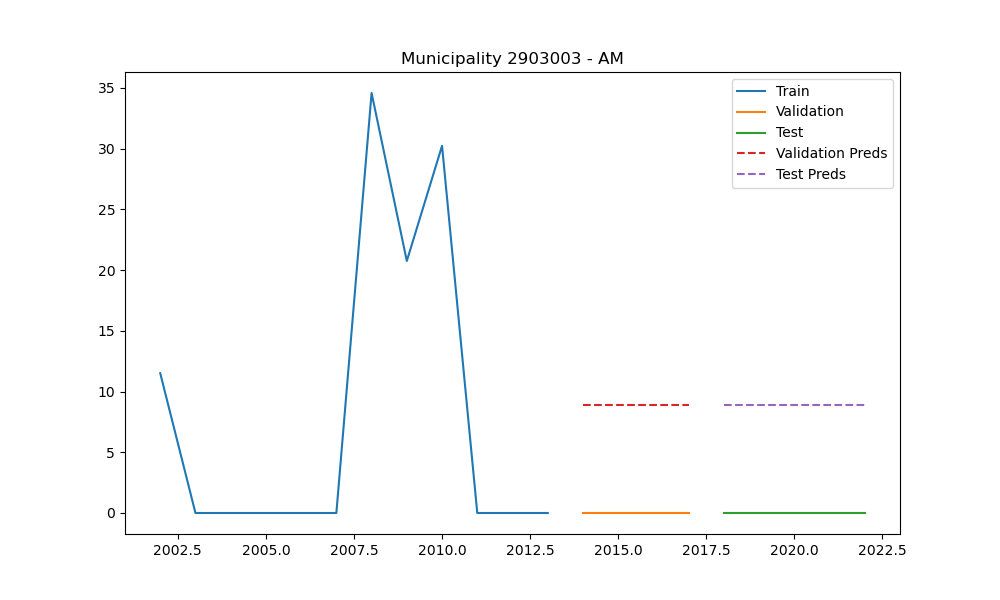 Municipality 2903003 - AM
35
30
25
20
15
10
5
0
2002.5 2005.0 2007.5 2010.0 2012.5 2015.0 2017.5 2020.0 2022.5
Train
Validation
Test
Validation Preds
Test Preds